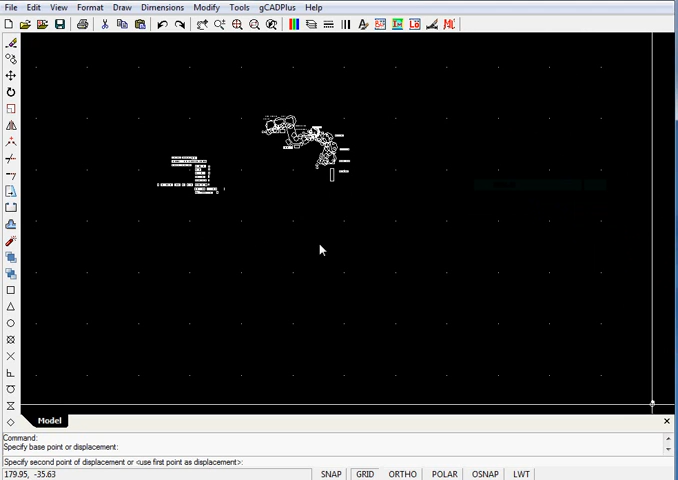 File Edit View Format Draw Dimensions Modify Tools gCADPlus Help
Model
Command:
Specify base point or displacement:
Specify second point of displacement or <use first point as displacement>:
179.95, -35.63 SNAP GRID ORTHO POLAR OSNAP LWT